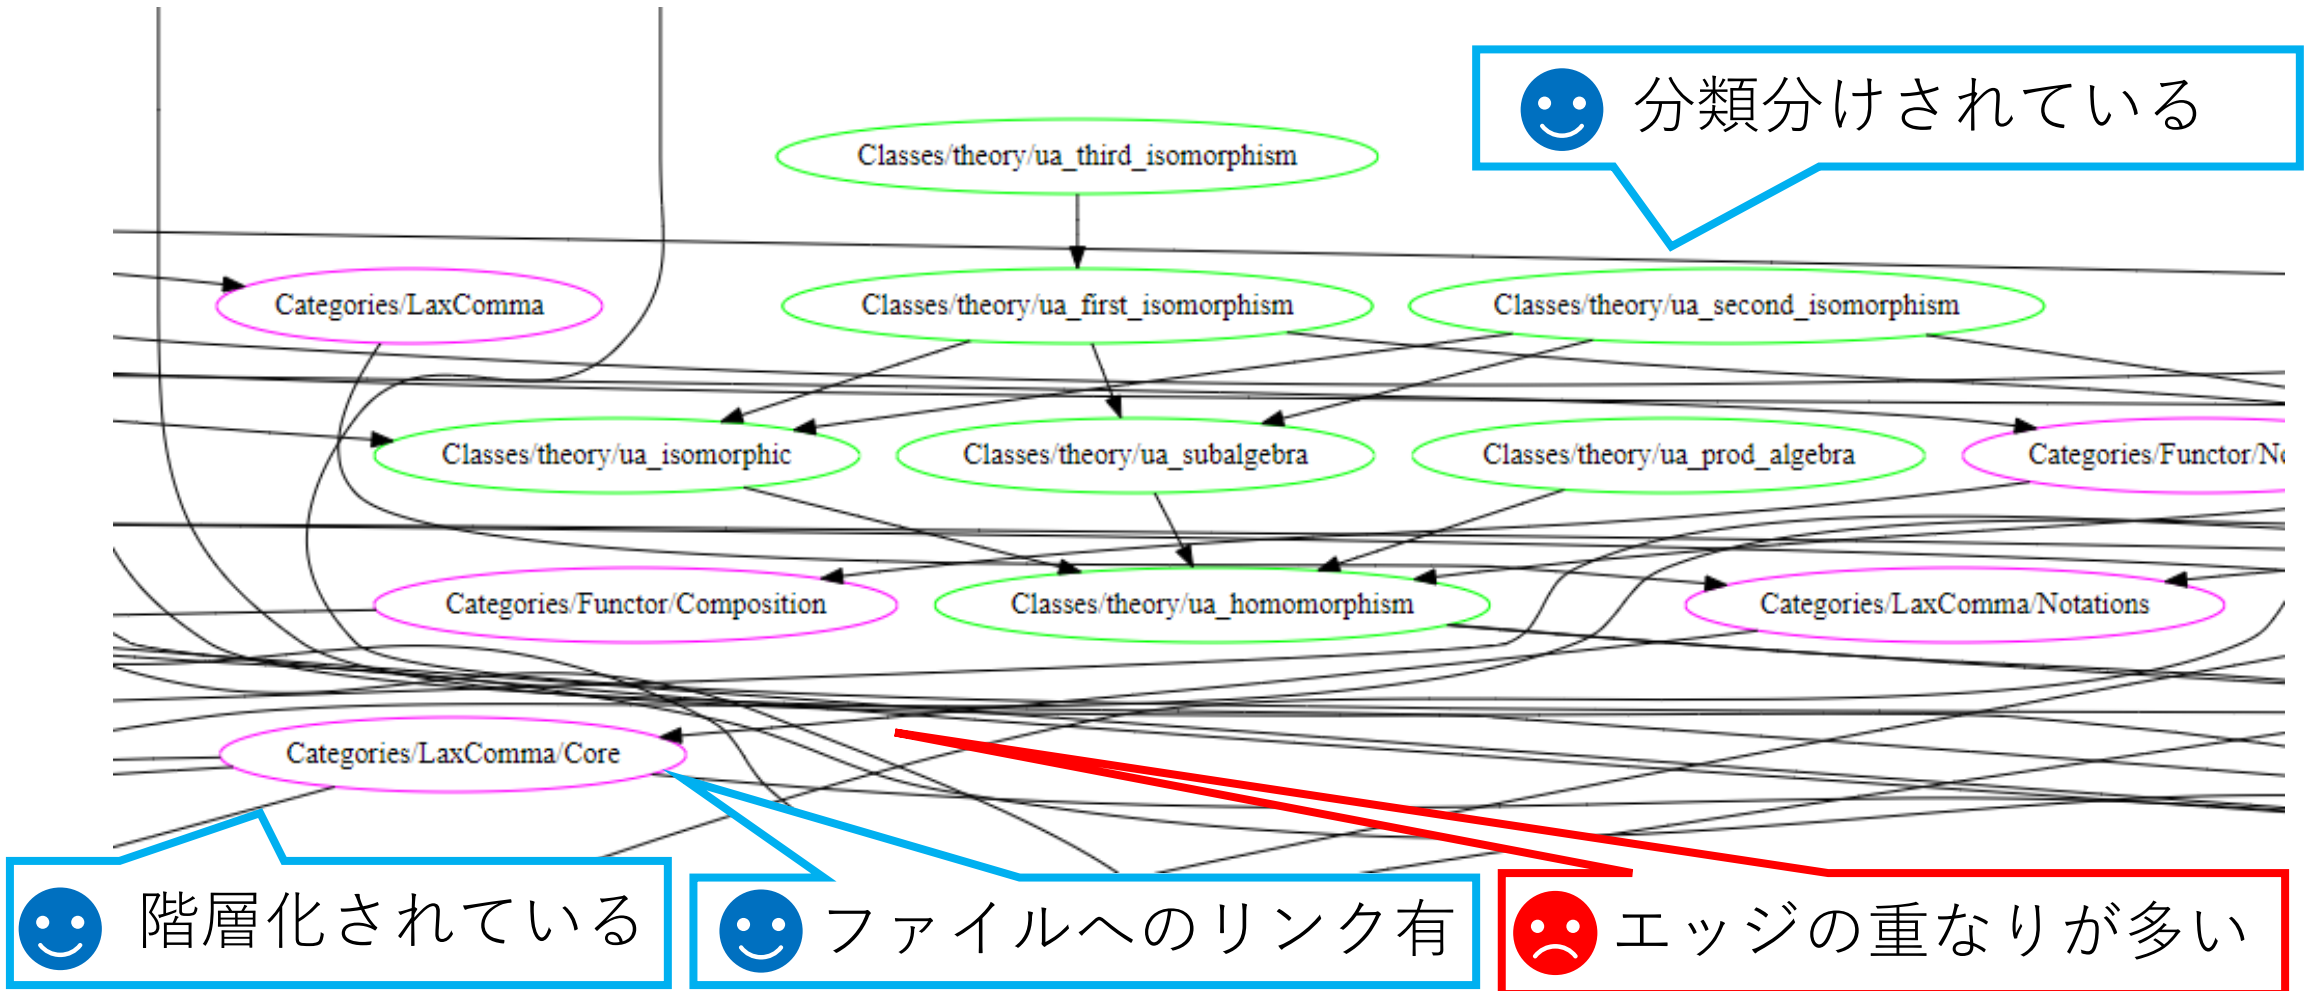 分類分けされている
Classes/theory/ua_third_isomorphism
Categories/LaxComma
Classes/theory/ua_first_isomorphism
Classes/theory/ua_second_isomorphism
Classes/theory/ua_isomorphic
Classes/theory/ua_subalgebra
Classes/theory/ua_prod_algebra
Categories/Functor/No
Categories/Functor/Composition
Classes/theory/ua_homomorphism
Categories/LaxComma/Notations
Categories/LaxComma/Core
階層化されている
ファイルへのリンク有
エッジの重なりが多い